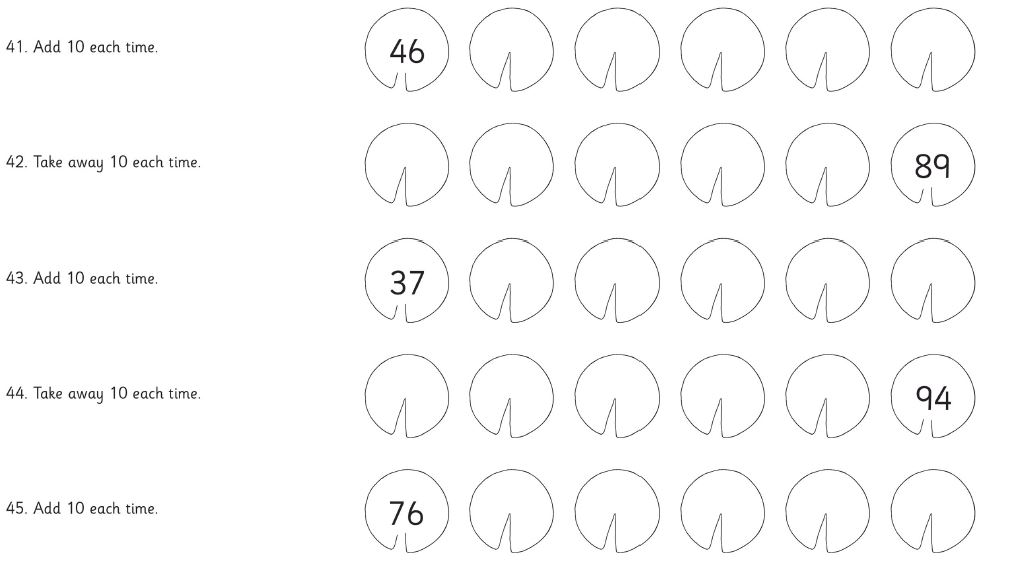 41. Add 10 each time. 46
42. Take away 10 each time. 89
43. Add 10 each time. 37
44. Take away 10 each time. 94
45. Add 10 each time. 76